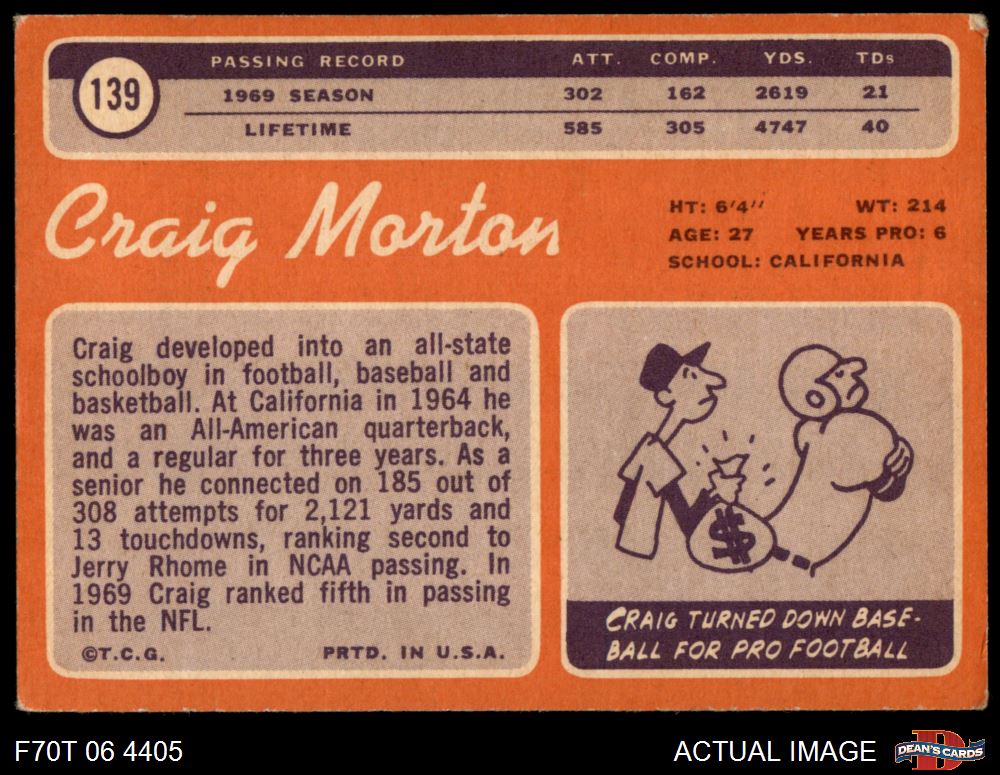 139
PASSING RECORD ATT. COMP. YDS. TDs
1969 SEASON 302 162 2619 21
LIFETIME 585 305 4747 40
Craig Morton
HT: 6'4'' WT: 214
AGE: 27 YEARS PRO: 6
SCHOOL: CALIFORNIA
Craig developed into an all-state
schoolboy in football, baseball and
basketball. At California in 1964 he
was an All-American quarterback,
and a regular for three years. As a
senior he connected on 185 out of
308 attempts for 2,121 yards and
13 touchdowns, ranking second to
Jerry Rhome in NCAA passing. In
1969 Craig ranked fifth in passing
in the NFL.
©T.C.G. PRTD. IN U.S.A.
$
CRAIG TURNED DOWN BASE-
BALL FOR PRO FOOTBALL
F70T 06 4405
ACTUAL IMAGE
D
DEAN'S CARDS